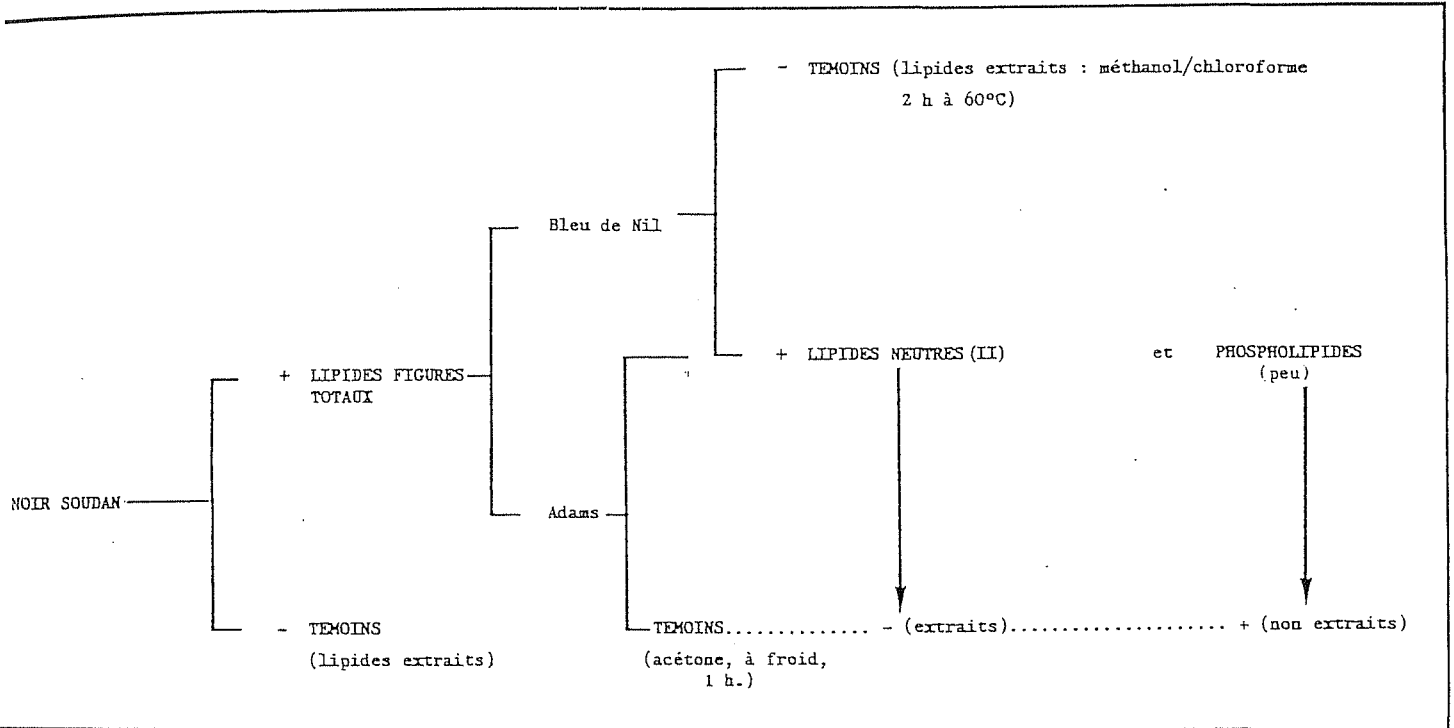 - TEMOINS (lipides extraits : méthanol/chloroforme
2 h à 60°C)
Bleu de Nil
+ LIPIDES NEUTRES (II) et PHOSPHOLIPIDES
(peu)
+ LIPIDES FIGURES
TOTAUX
NOIR SOUDAN
Adams
- TEMOINS
(lipides extraits)
TEMOINS............... - (extraits)...................... + (non extraits)
(acétone, à froid,
1 h.)